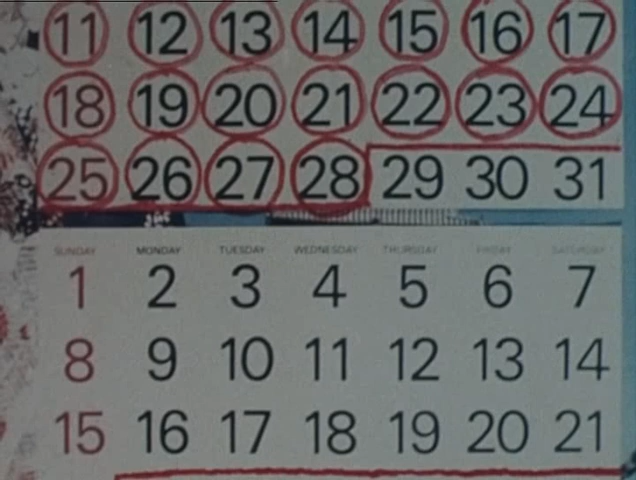 11 12 13 14 15 16 17
18 19 20 21 22 23 24
25 26 27 28 29 30 31
SUNDAY MONDAY TUESDAY WEDNESDAY THURSDAY FRIDAY SATURDAY
1 2 3 4 5 6 7
8 9 10 11 12 13 14
15 16 17 18 19 20 21